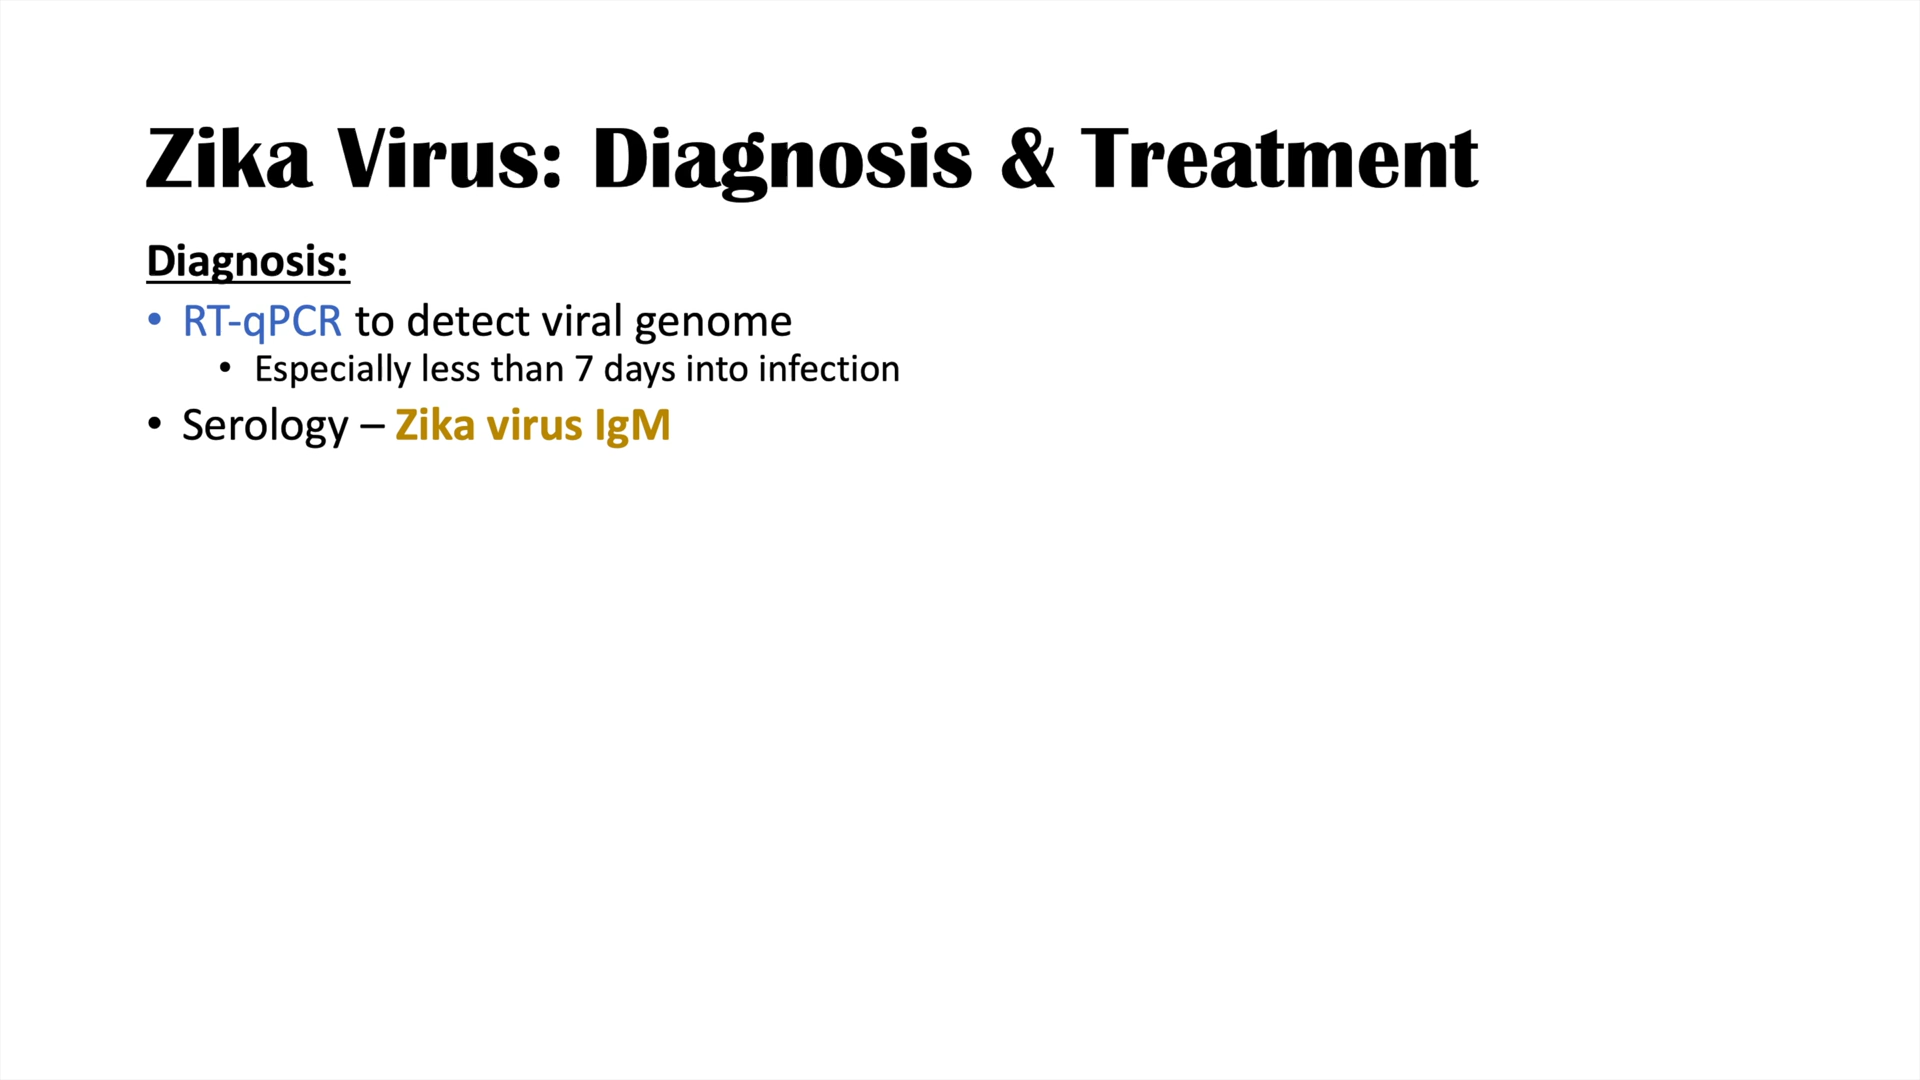 Zika Virus: Diagnosis & Treatment
Diagnosis:
• RT-qPCR to detect viral genome
• Especially less than 7 days into infection
• Serology – Zika virus IgM